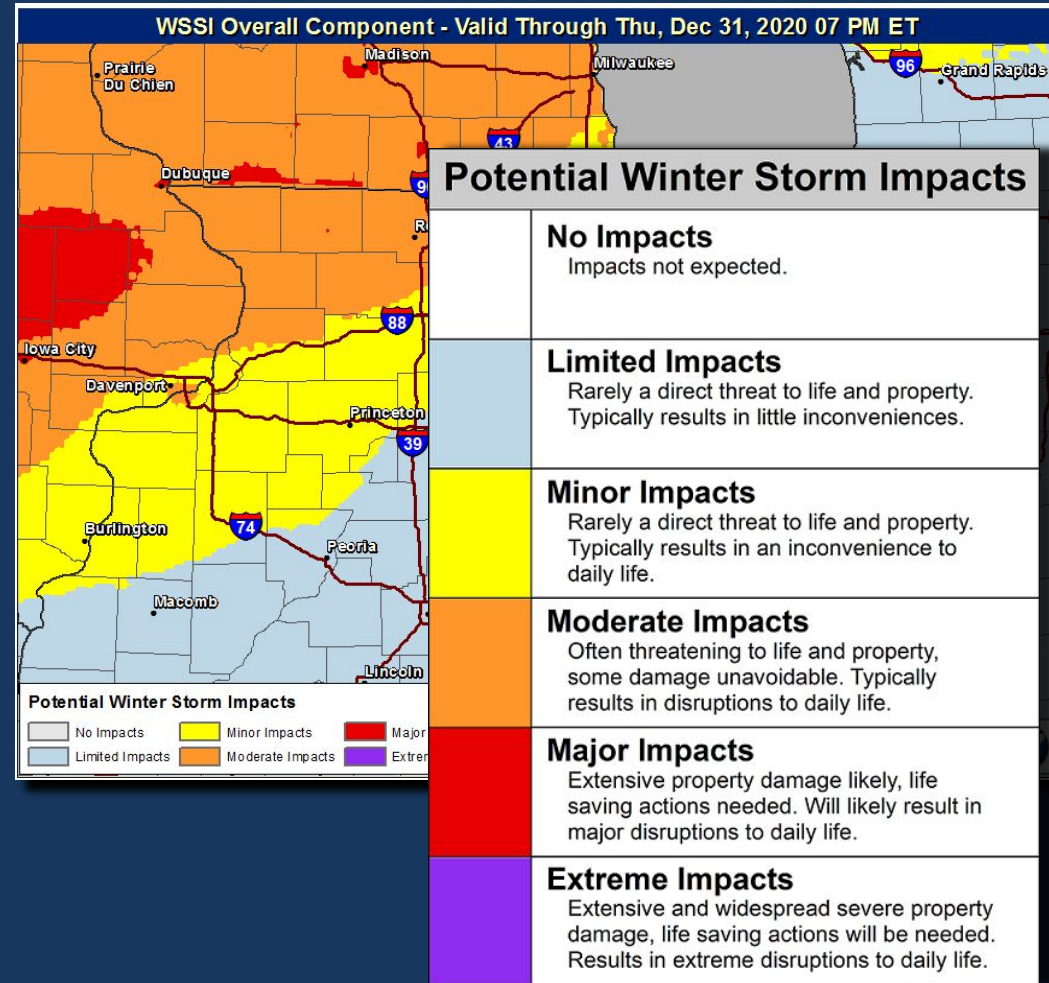 WSSI Overall Component - Valid Through Thu, Dec 31, 2020 07 PM ET
Madison
Prairie
Du Chien
Milwaukee
96
Grand Rapids
43
Dubuque
88
Iowa City
Davenport
Princeton
39
Burlington
74
Peoria
Macomb
Lincoln
Potential Winter Storm Impacts
No Impacts
Minor Impacts
Major
Limited Impacts
Moderate Impacts
Potential Winter Storm Impacts
No Impacts
Impacts not expected.
Limited Impacts
Rarely a direct threat to life and property.
Typically results in little inconveniences.
Minor Impacts
Rarely a direct threat to life and property.
Typically results in an inconvenience to
daily life.
Moderate Impacts
Often threatening to life and property,
some damage unavoidable. Typically
results in disruptions to daily life.
Major Impacts
Extensive property damage likely, life
saving actions needed. Will likely result in
major disruptions to daily life.
Extreme Impacts
Extensive and widespread severe property
damage, life saving actions will be needed.
Results in extreme disruptions to daily life.